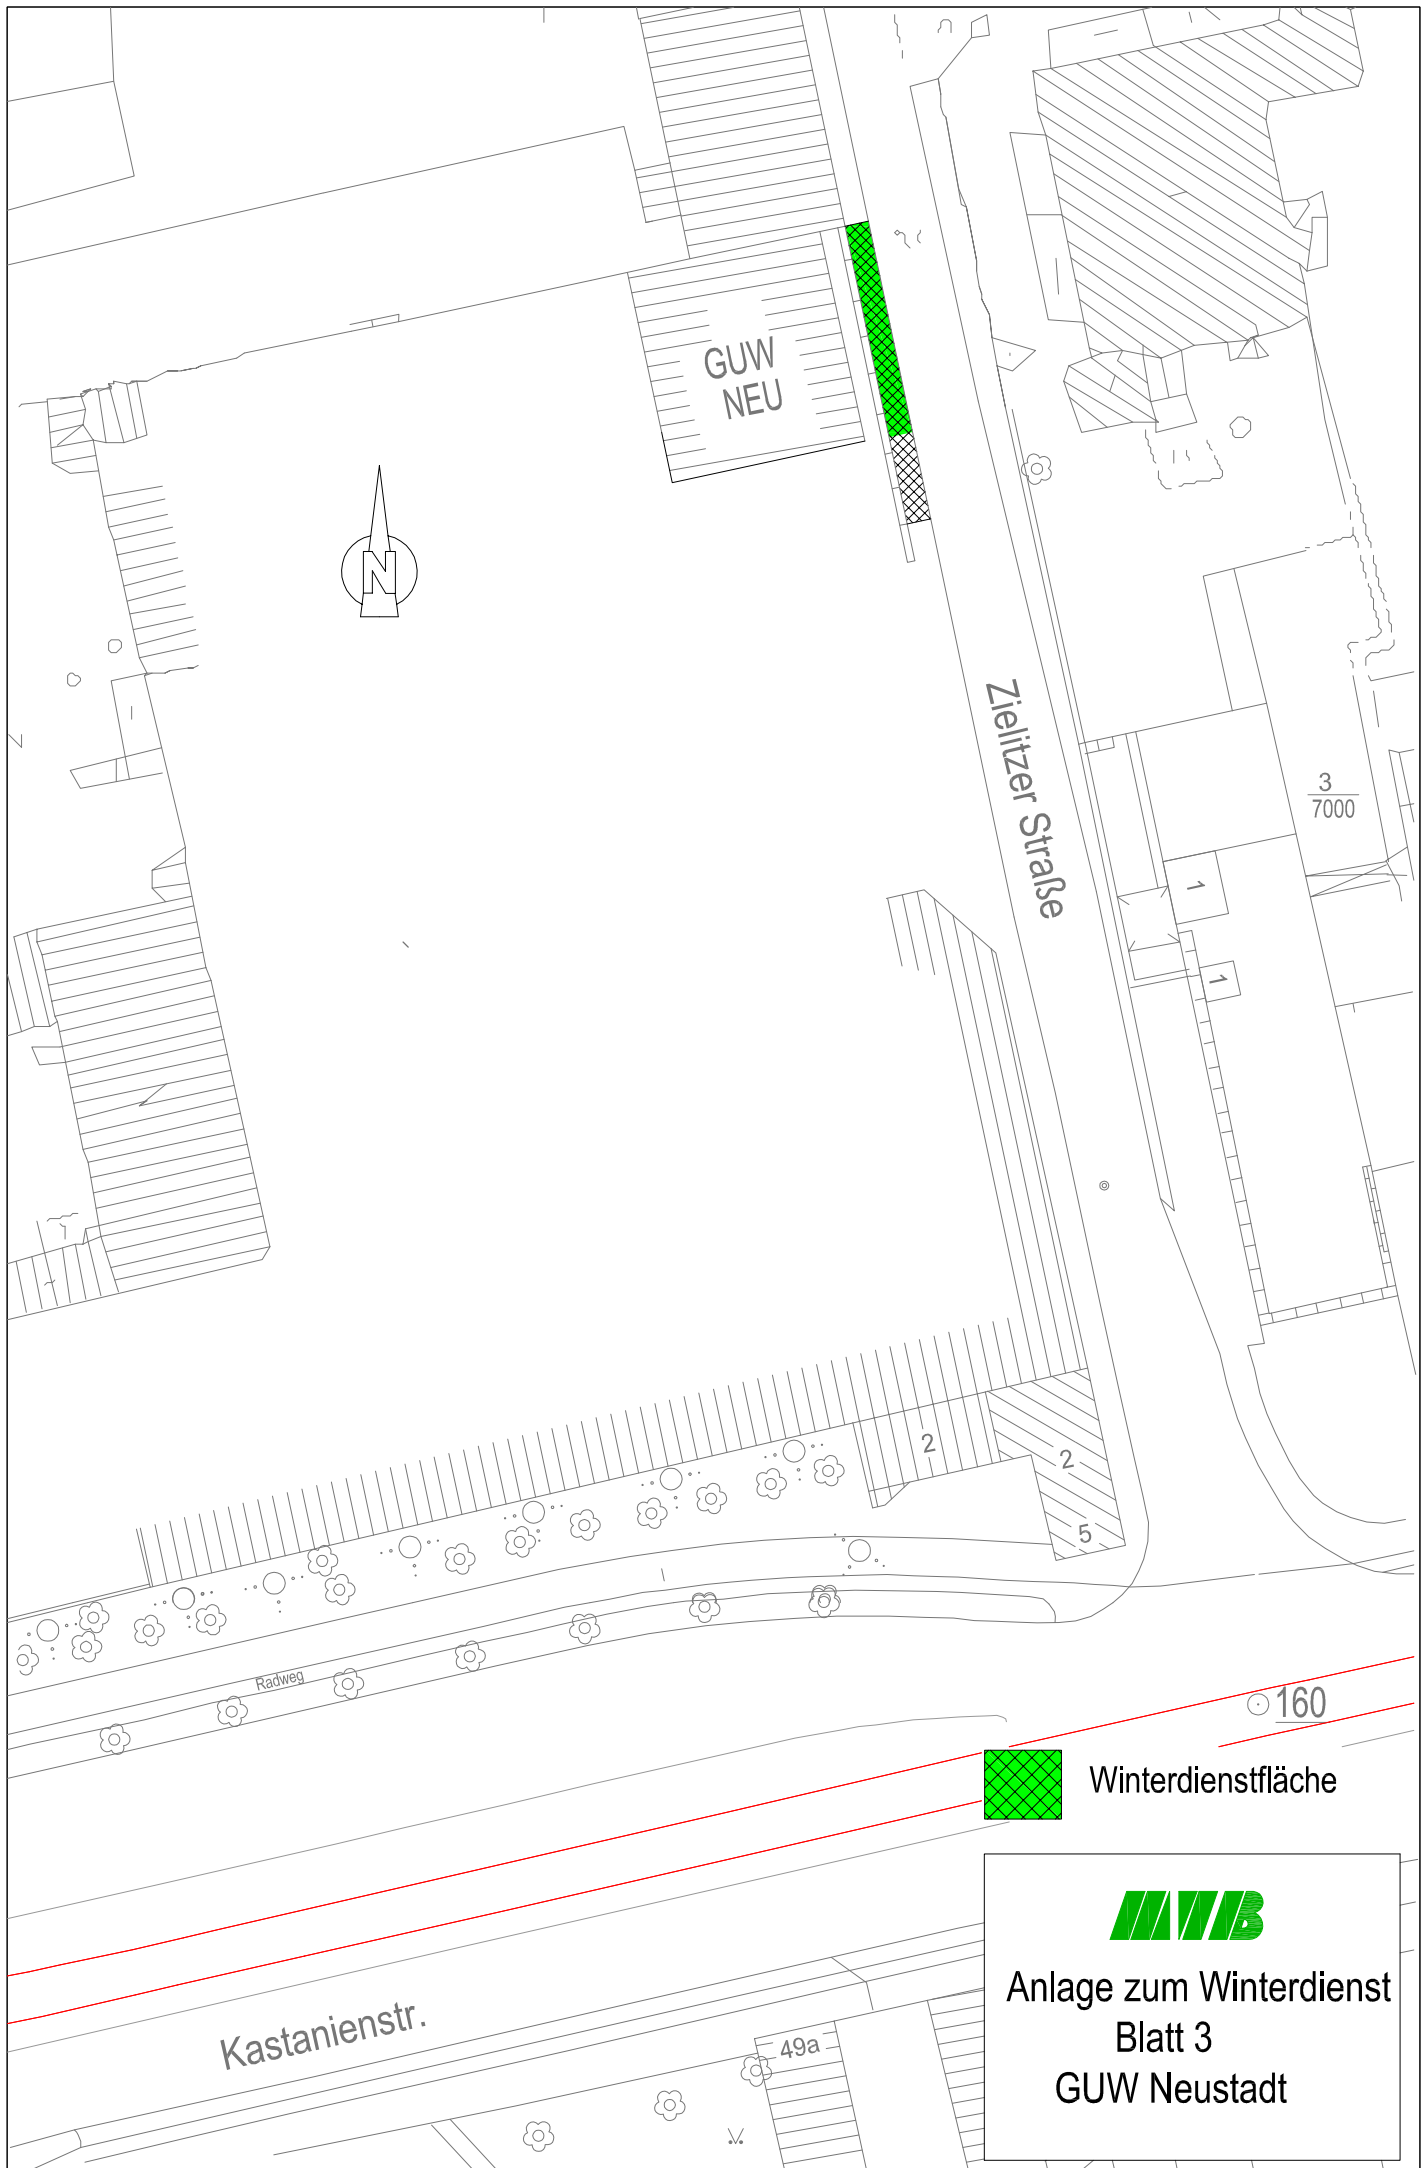 GUW
NEU
N
Zielitzer Straße
3
7000
1
1
2
2
5
Radweg
160
Winterdienstfläche
MVB
Anlage zum Winterdienst
Blatt 3
GUW Neustadt
Kastanienstr.
49a